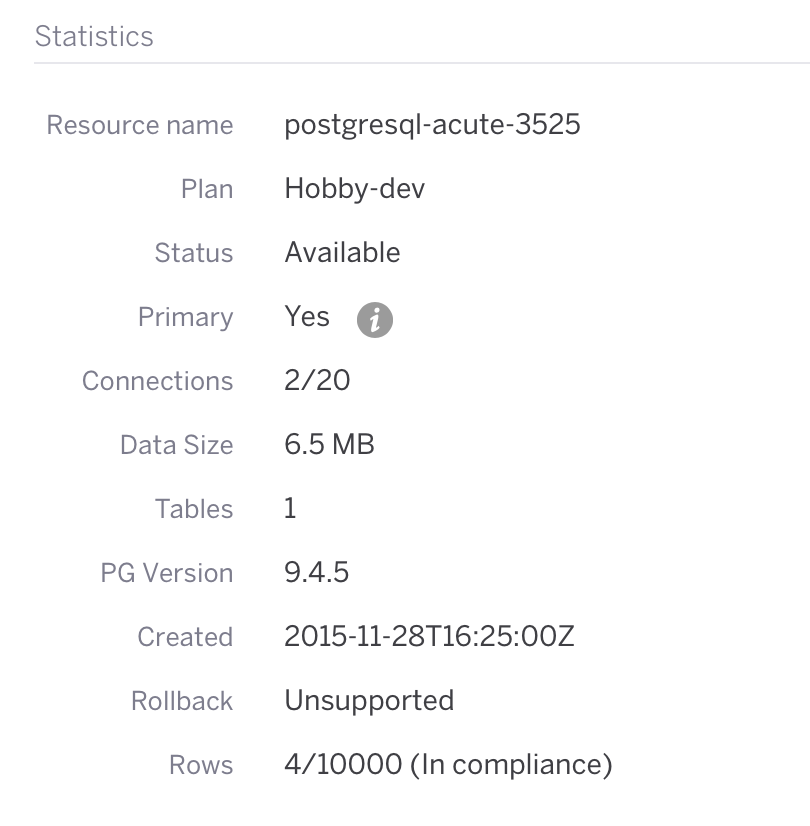 Statistics
Resource name postgresql-acute-3525
Plan Hobby-dev
Status Available
Primary Yes i
Connections 2/20
Data Size 6.5 MB
Tables 1
PG Version 9.4.5
Created 2015-11-28T16:25:00Z
Rollback Unsupported
Rows 4/10000 (In compliance)